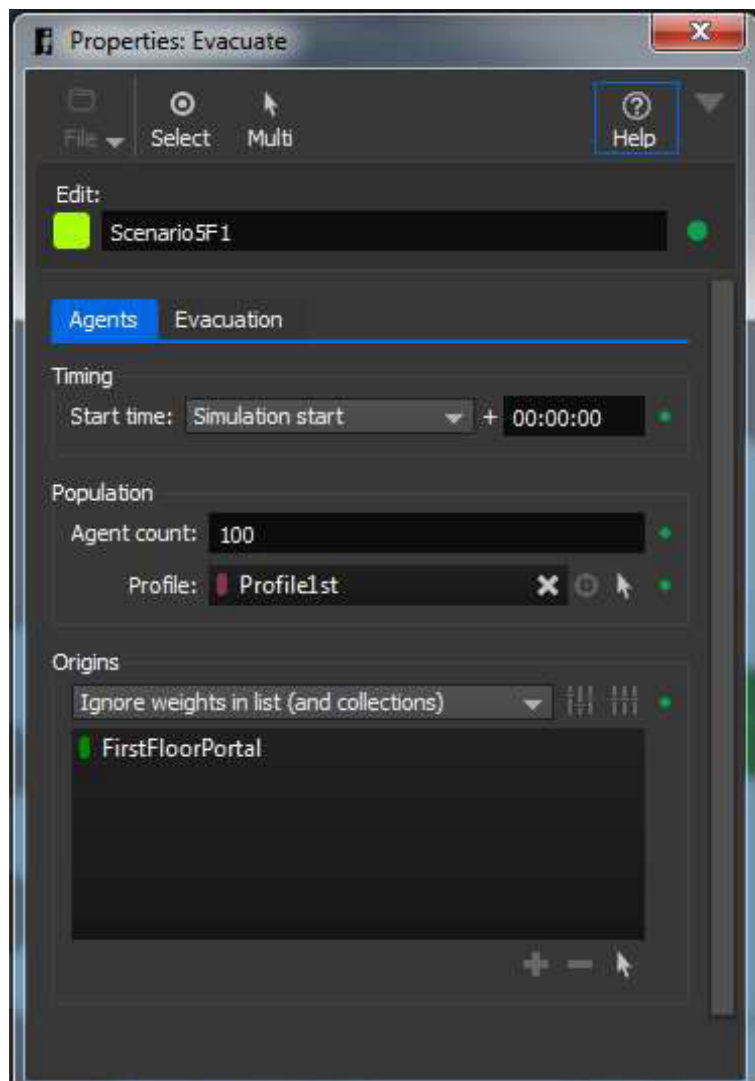 Properties: Evacuate
File Select Multi Help
Edit:
Scenario5F1
Agents Evacuation
Timing
Start time: Simulation start + 00:00:00
Population
Agent count: 100
Profile: Profile1st
Origins
Ignore weights in list (and collections)
FirstFloorPortal